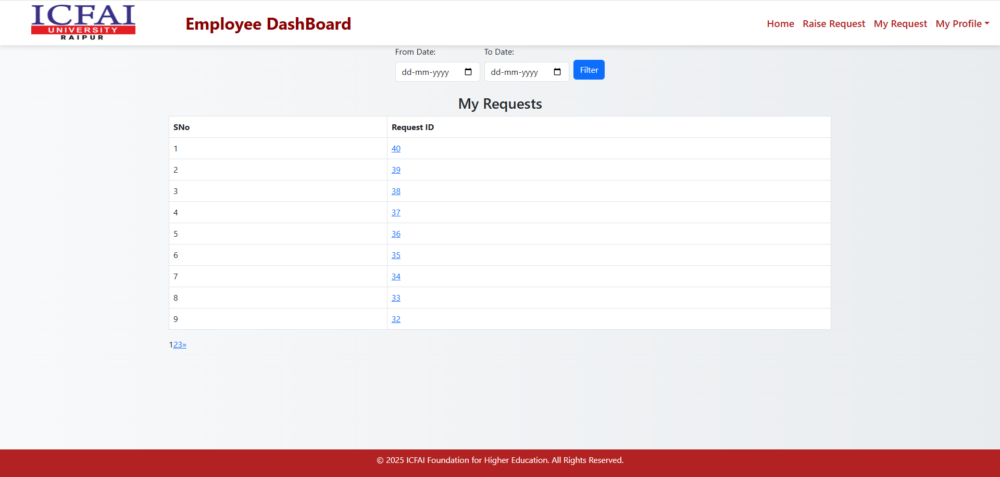 ICFAI
UNIVERSITY
RAIPUR
Employee DashBoard
Home Raise Request My Request My Profile
From Date: To Date:
dd-mm-yyyy dd-mm-yyyy Filter
My Requests
SNo Request ID
1 40
2 39
3 38
4 37
5 36
6 35
7 34
8 33
9 32
123»
© 2025 ICFAI Foundation for Higher Education. All Rights Reserved.